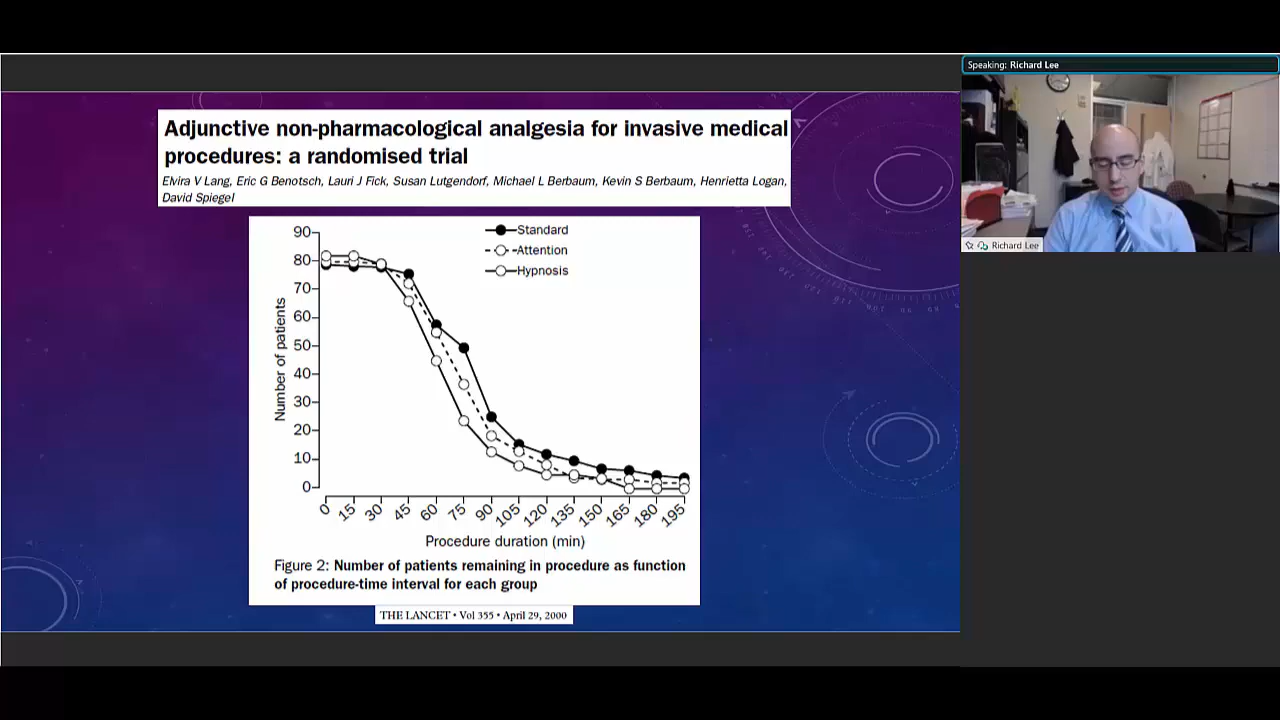 Speaking: Richard Lee
Richard Lee
Adjunctive non-pharmacological analgesia for invasive medical
procedures: a randomised trial
Elvira V Lang, Eric G Benotsch, Lauri J Fick, Susan Lutgendorf, Michael L Berbaum, Kevin S Berbaum, Henrietta Logan,
David Spiegel
Standard
Attention
Hypnosis
Number of patients
90
80
70
60
50
40
30
20
10
0
0 15 30 45 60 75 90 105 120 135 150 165 180 195
Procedure duration (min)
Figure 2: Number of patients remaining in procedure as function
of procedure-time interval for each group
THE LANCET • Vol 355 • April 29, 2000